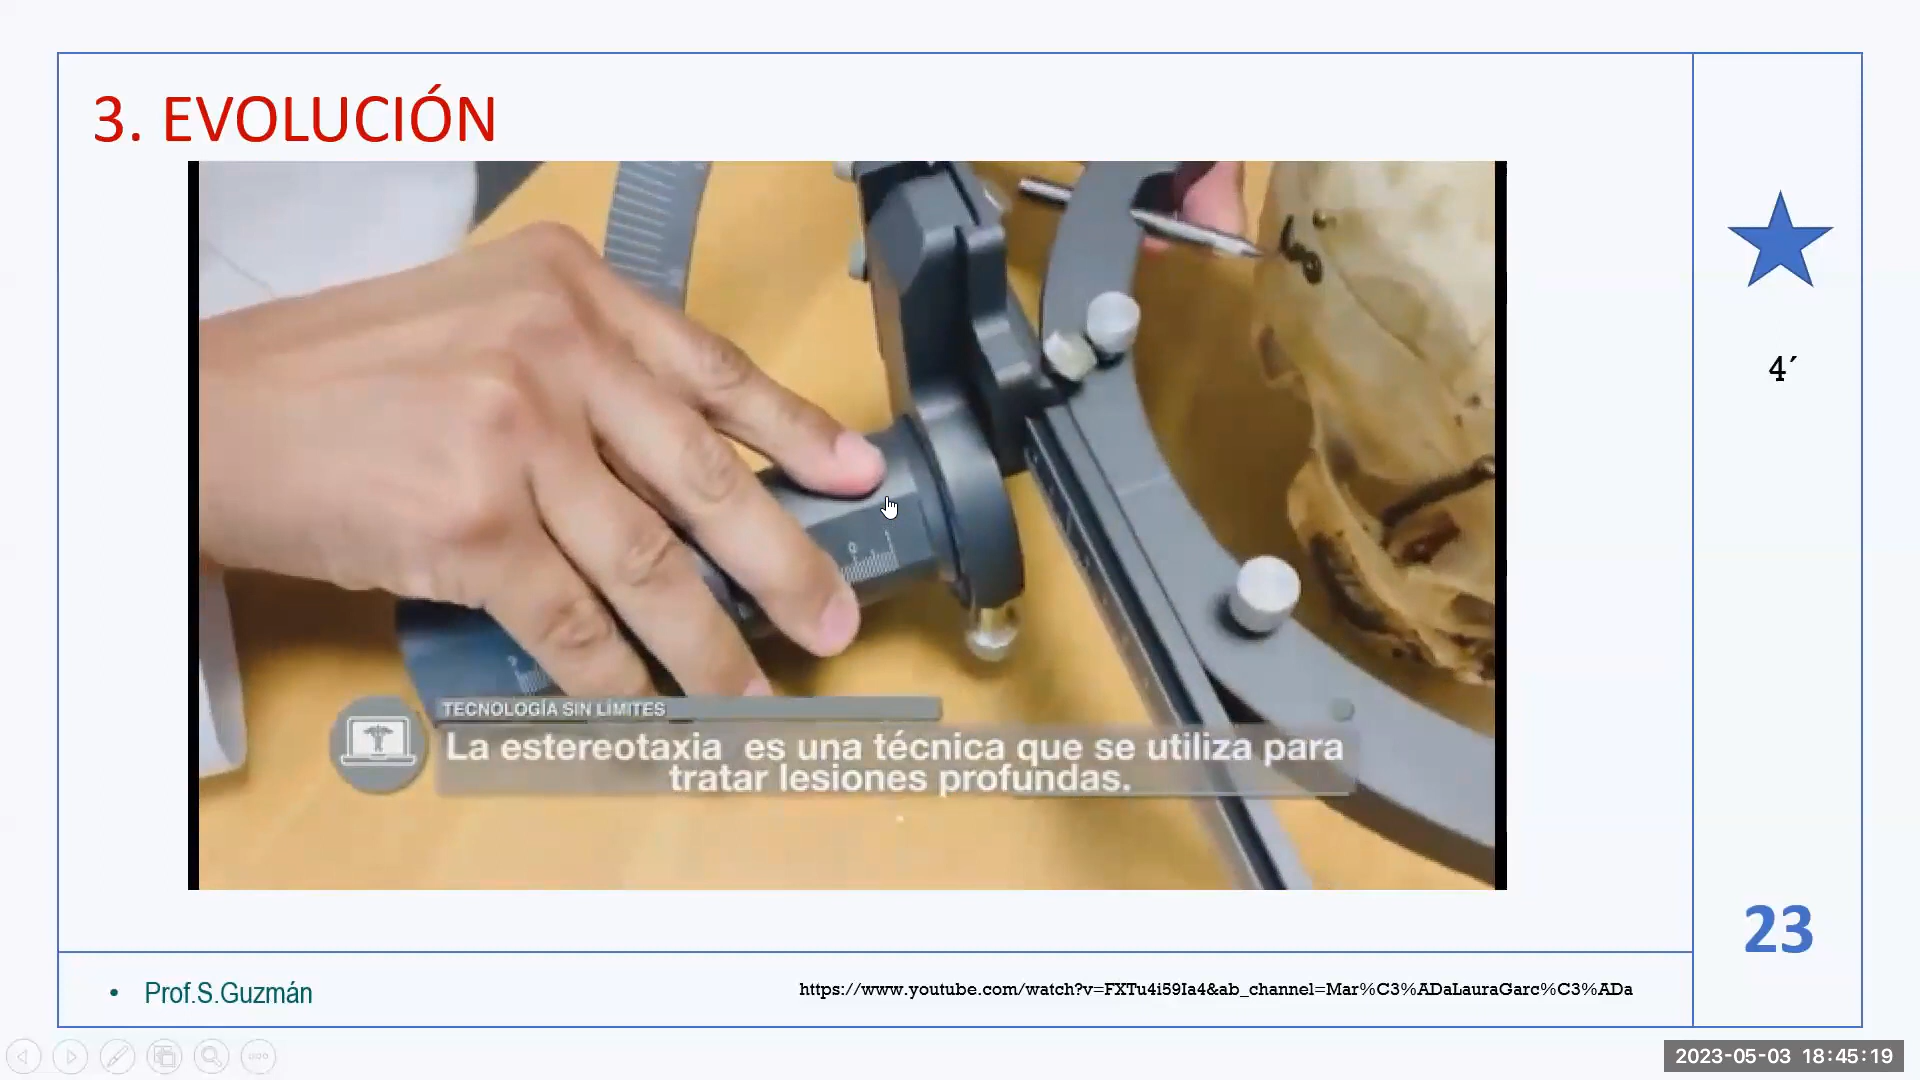 3. EVOLUCIÓN
4´
TECNOLOGÍA SIN LÍMITES
La estereotaxia es una técnica que se utiliza para
tratar lesiones profundas.
23
• Prof.S.Guzmán
https://www.youtube.com/watch?v=FXTu4i59Ia4&ab_channel=Mar%C3%ADaLauraGarc%C3%ADa
2023-05-03 18:45:19